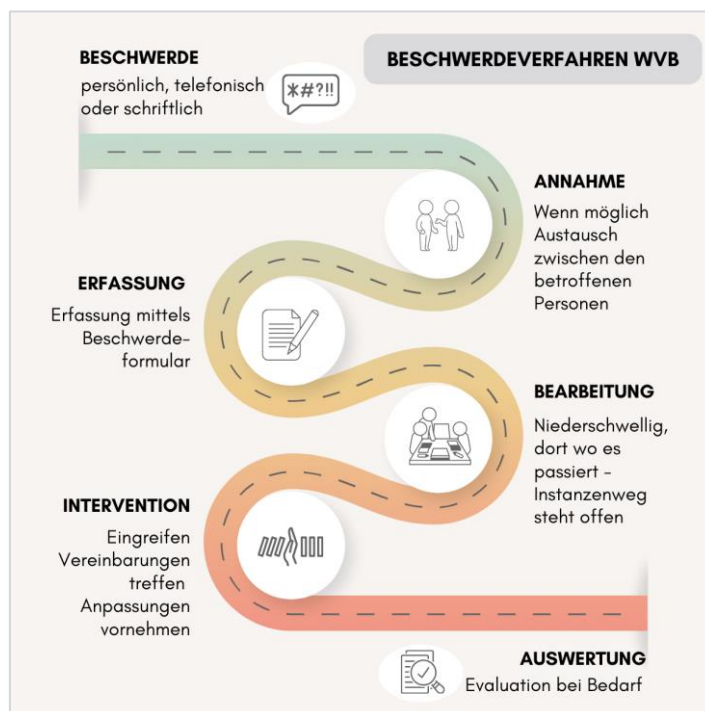 BESCHWERDEVERFAHREN WVB
BESCHWERDE
persönlich, telefonisch
oder schriftlich
*#?!!
ANNAHME
Wenn möglich
Austausch
zwischen den
betroffenen
Personen
ERFASSUNG
Erfassung mittels
Beschwerde-
formular
BEARBEITUNG
Niederschwellig,
dort wo es
passiert -
Instanzenweg
steht offen
INTERVENTION
Eingreifen
Vereinbarungen
treffen
Anpassungen
vornehmen
AUSWERTUNG
Evaluation bei Bedarf